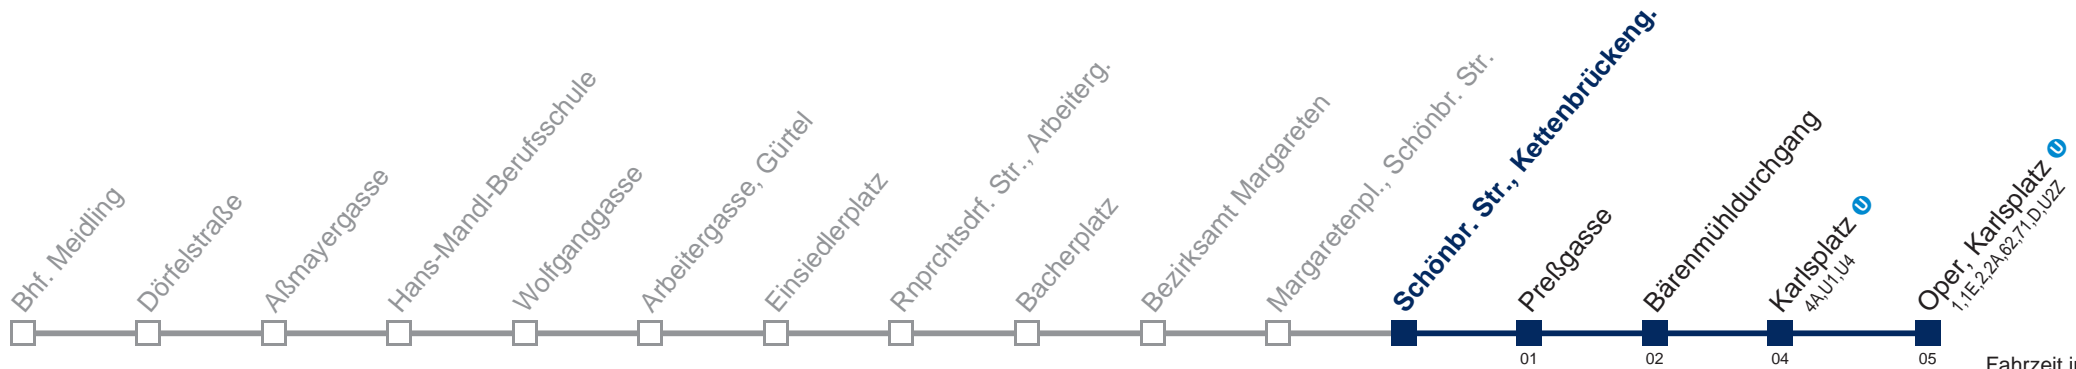 Bhf. Meidling
Dörfelstraße
Aßmayergasse
Hans-Mandl-Berufsschule
Wolfganggasse
Arbeitergasse, Gürtel
Einsiedlerplatz
Rnprchtsdrf. Str., Arbeiterg.
Bacherplatz
Bezirksamt Margareten
Margaretenpl., Schönbr. Str.
Schönbr. Str., Kettenbrückeng.
Preßgasse
Bärenmühldurchgang
Karlsplatz U
4A,U1,U4
Oper, Karlsplatz U
1,1E,2,2A,62,71,D,U2Z
01
02
04
05
Fahrzeit i